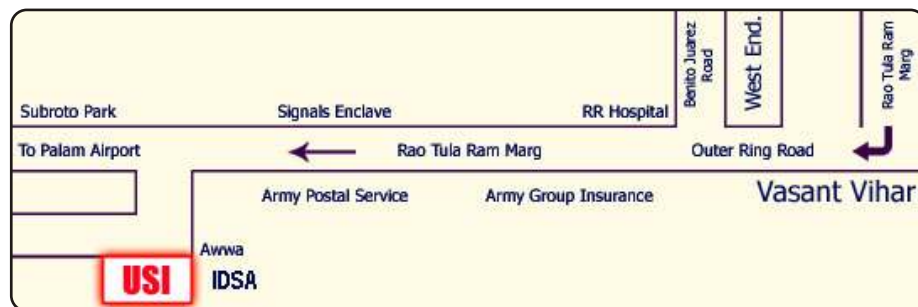 Benito Juarez
Road
West End.
Rao Tula Ram
Marg
Subroto Park
Signals Enclave
RR Hospital
To Palam Airport
Rao Tula Ram Marg
Outer Ring Road
Army Postal Service
Army Group Insurance
Vasant Vihar
Awwa
USI
IDSA